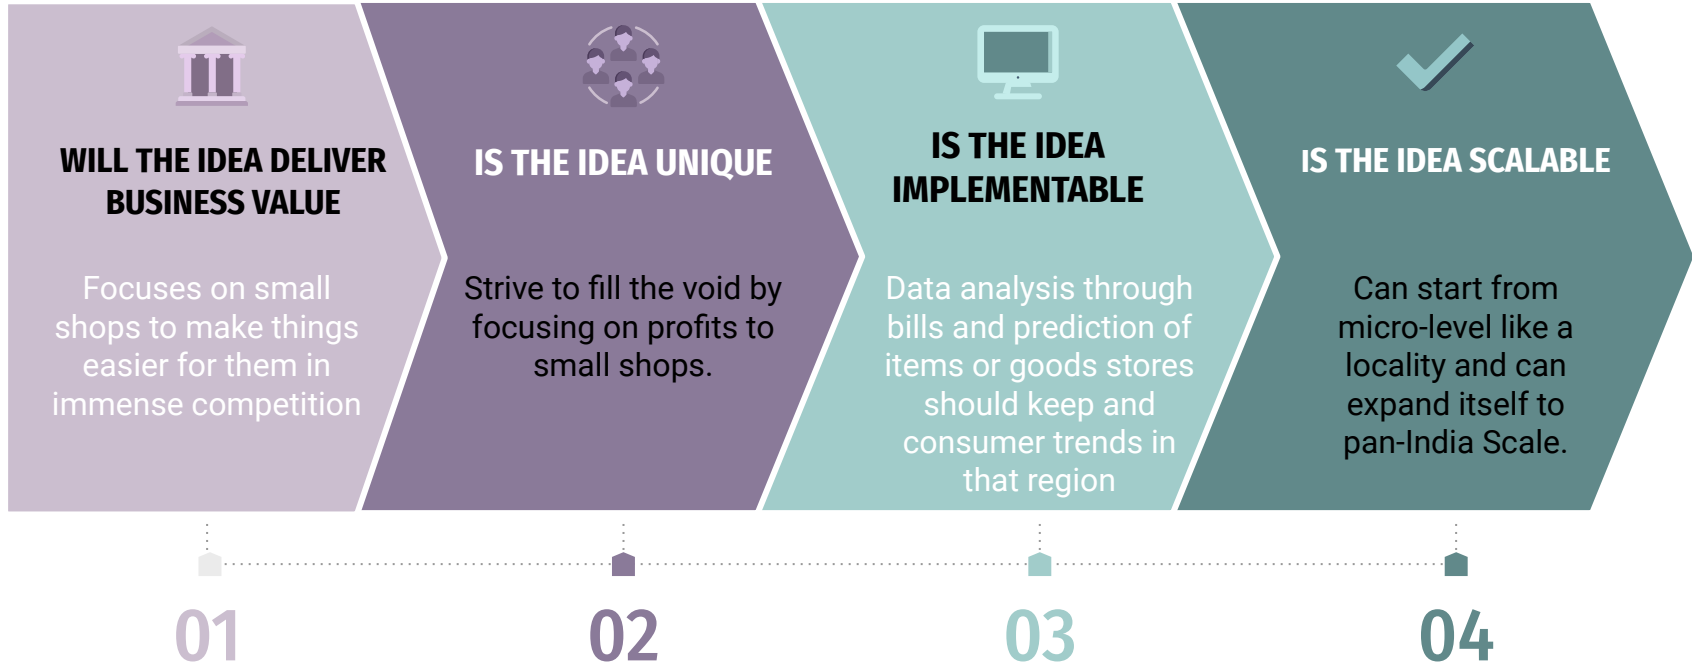 WILL THE IDEA DELIVER
BUSINESS VALUE
Focuses on small
shops to make things
easier for them in
immense competition
IS THE IDEA UNIQUE
Strive to fill the void by
focusing on profits to
small shops.
IS THE IDEA
IMPLEMENTABLE
Data analysis through
bills and prediction of
items or goods stores
should keep and
consumer trends in
that region
IS THE IDEA SCALABLE
Can start from
micro-level like a
locality and can
expand itself to
pan-India Scale.
01
02
03
04